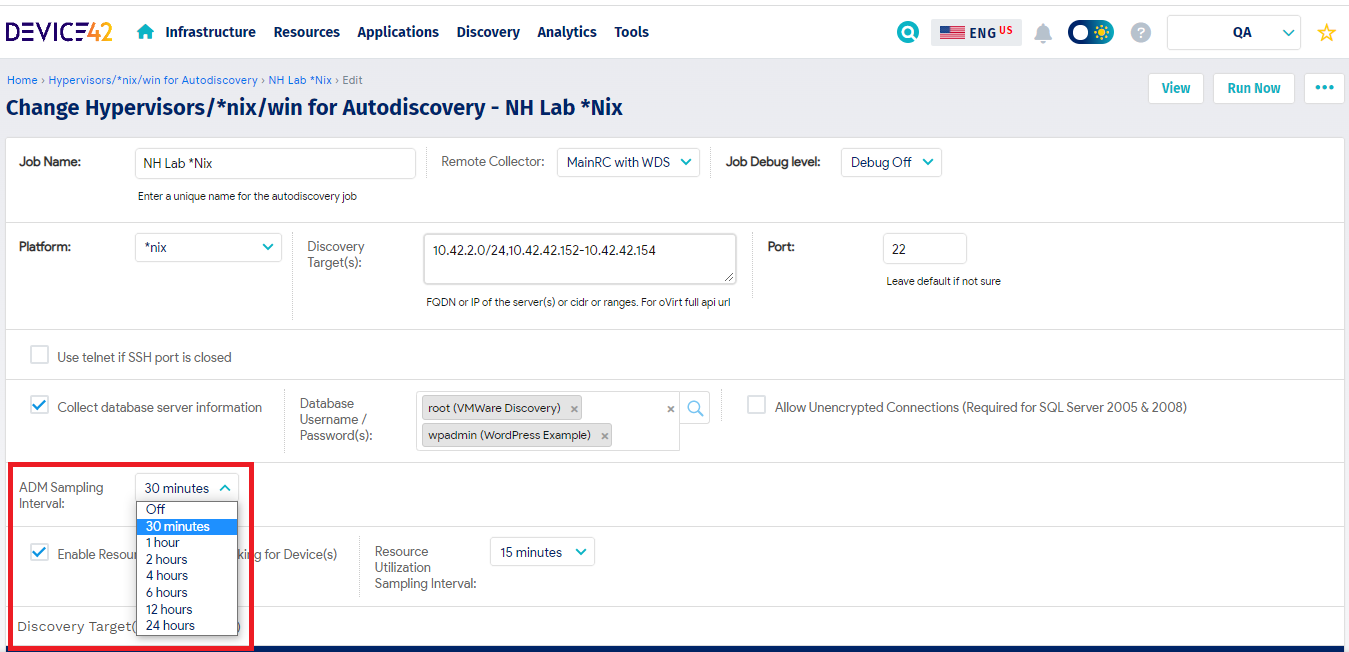 DEVICE42 Infrastructure Resources Applications Discovery Analytics Tools ENG US ? QA
Home › Hypervisors/*nix/win for Autodiscovery › NH Lab *Nix › Edit
Change Hypervisors/*nix/win for Autodiscovery - NH Lab *Nix
View Run Now •••
Job Name: NH Lab *Nix Remote Collector: MainRC with WDS Job Debug level: Debug Off
Enter a unique name for the autodiscovery job
Platform: *nix
Discovery
Target(s):
10.42.2.0/24,10.42.42.152-10.42.42.154
FQDN or IP of the server(s) or cidr or ranges. For oVirt full api url
Port: 22
Leave default if not sure
Use telnet if SSH port is closed
Collect database server information
Database
Username /
Password(s):
root (VMWare Discovery) ×
wpadmin (WordPress Example) ×
×
Allow Unencrypted Connections (Required for SQL Server 2005 & 2008)
ADM Sampling
Interval:
30 minutes
Off
30 minutes
1 hour
2 hours
4 hours
6 hours
12 hours
24 hours
Enable Resou king for Device(s)
Resource
Utilization
Sampling Interval:
15 minutes
Discovery Target( )